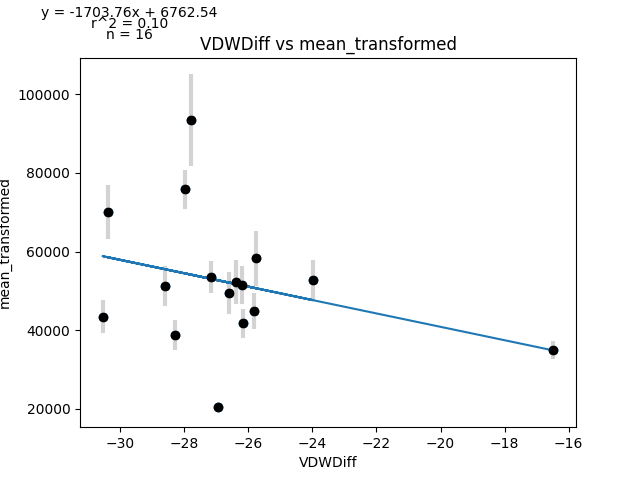 y = -1703.76x + 6762.54
r^2 = 0.10
n = 16
VDWDiff vs mean_transformed
mean_transformed
100000
80000
60000
40000
20000
−30
−28
−26
−24
−22
−20
−18
−16
VDWDiff